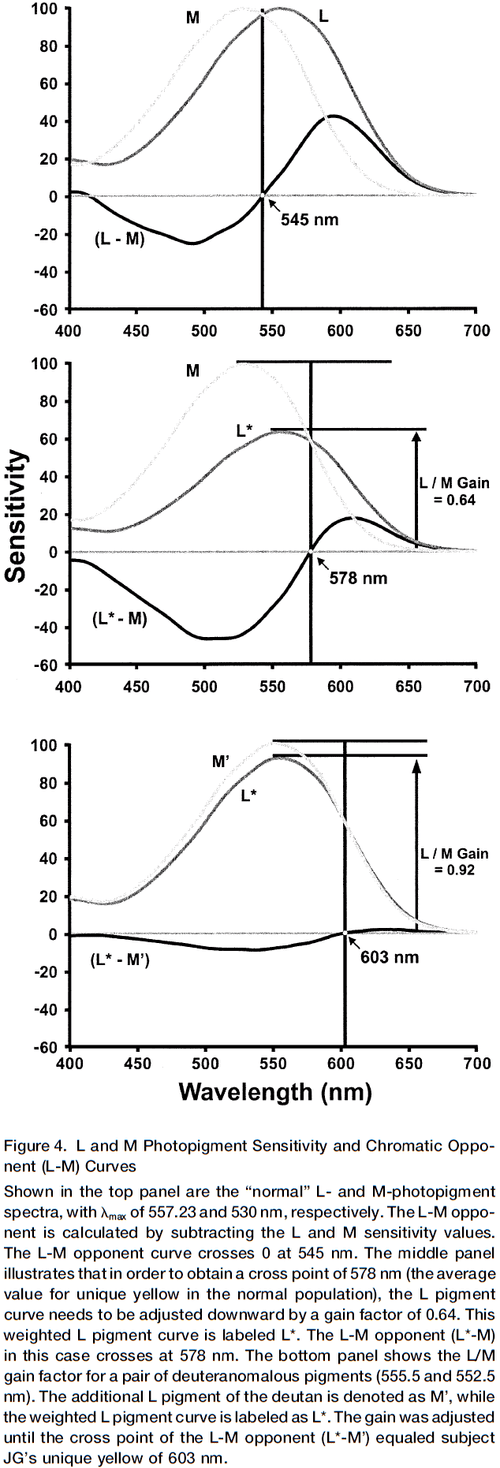 100
80
60
40
20
0
-20
-40
-60
M
L
(L - M)
545 nm
400 450 500 550 600 650 700
100
80
60
40
20
0
-20
-40
-60
M
L*
L / M Gain
= 0.64
(L* - M)
578 nm
400 450 500 550 600 650 700
Sensitivity
100
80
60
40
20
0
-20
-40
-60
M’
L*
L / M Gain
= 0.92
(L* - M’)
603 nm
400 450 500 550 600 650 700
Wavelength (nm)
Figure 4. L and M Photopigment Sensitivity and Chromatic Oppo-
nent (L-M) Curves
Shown in the top panel are the “normal” L- and M-photopigment
spectra, with λmax of 557.23 and 530 nm, respectively. The L-M oppo-
nent is calculated by subtracting the L and M sensitivity values.
The L-M opponent curve crosses 0 at 545 nm. The middle panel
illustrates that in order to obtain a cross point of 578 nm (the average
value for unique yellow in the normal population), the L pigment
curve needs to be adjusted downward by a gain factor of 0.64. This
weighted L pigment curve is labeled L*. The L-M opponent (L*-M)
in this case crosses at 578 nm. The bottom panel shows the L/M
gain factor for a pair of deuteranomalous pigments (555.5 and 552.5
nm). The additional L pigment of the deutan is denoted as M’, while
the weighted L pigment curve is labeled as L*. The gain was adjusted
until the cross point of the L-M opponent (L*-M’) equaled subject
JG’s unique yellow of 603 nm.